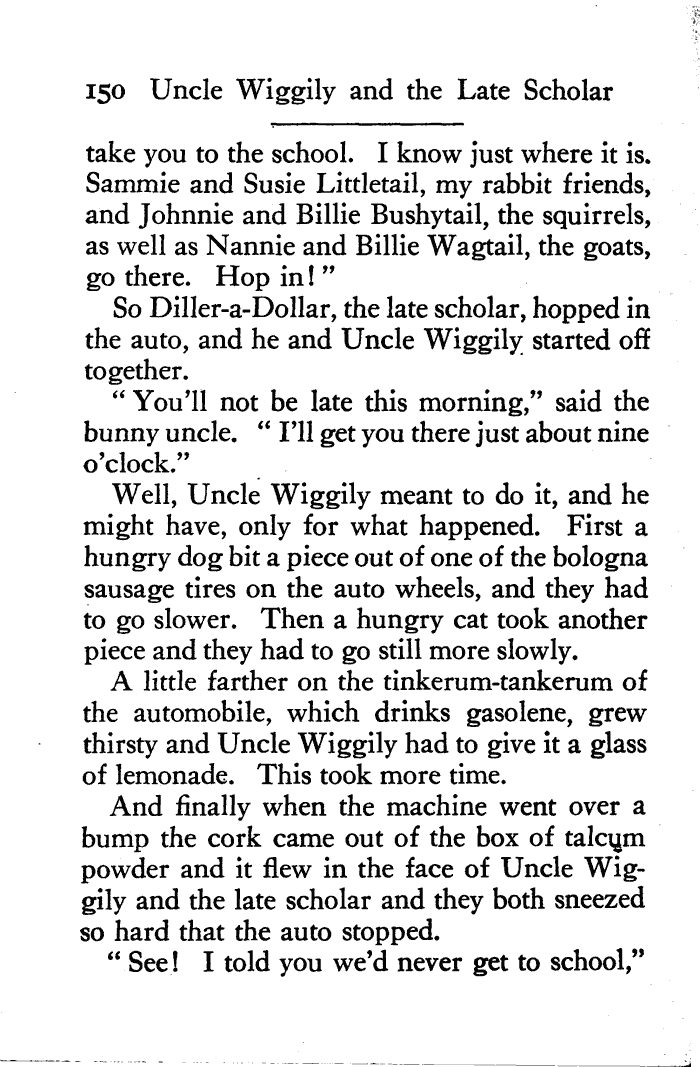 150 Uncle Wiggily and the Late Scholar
take you to the school. I know just where it is.
Sammie and Susie Littletail, my rabbit friends,
and Johnnie and Billie Bushytail, the squirrels,
as well as Nannie and Billie Wagtail, the goats,
go there. Hop in!”
So Diller-a-Dollar, the late scholar, hopped in
the auto, and he and Uncle Wiggily started off
together.
“ You’ll not be late this morning,” said the
bunny uncle. “ I’ll get you there just about nine
o’clock.”
Well, Uncle Wiggily meant to do it, and he
might have, only for what happened. First a
hungry dog bit a piece out of one of the bologna
sausage tires on the auto wheels, and they had
to go slower. Then a hungry cat took another
piece and they had to go still more slowly.
A little farther on the tinkerum-tankerum of
the automobile, which drinks gasolene, grew
thirsty and Uncle Wiggily had to give it a glass
of lemonade. This took more time.
And finally when the machine went over a
bump the cork came out of the box of talcum
powder and it flew in the face of Uncle Wig-
gily and the late scholar and they both sneezed
so hard that the auto stopped.
“ See! I told you we’d never get to school,”